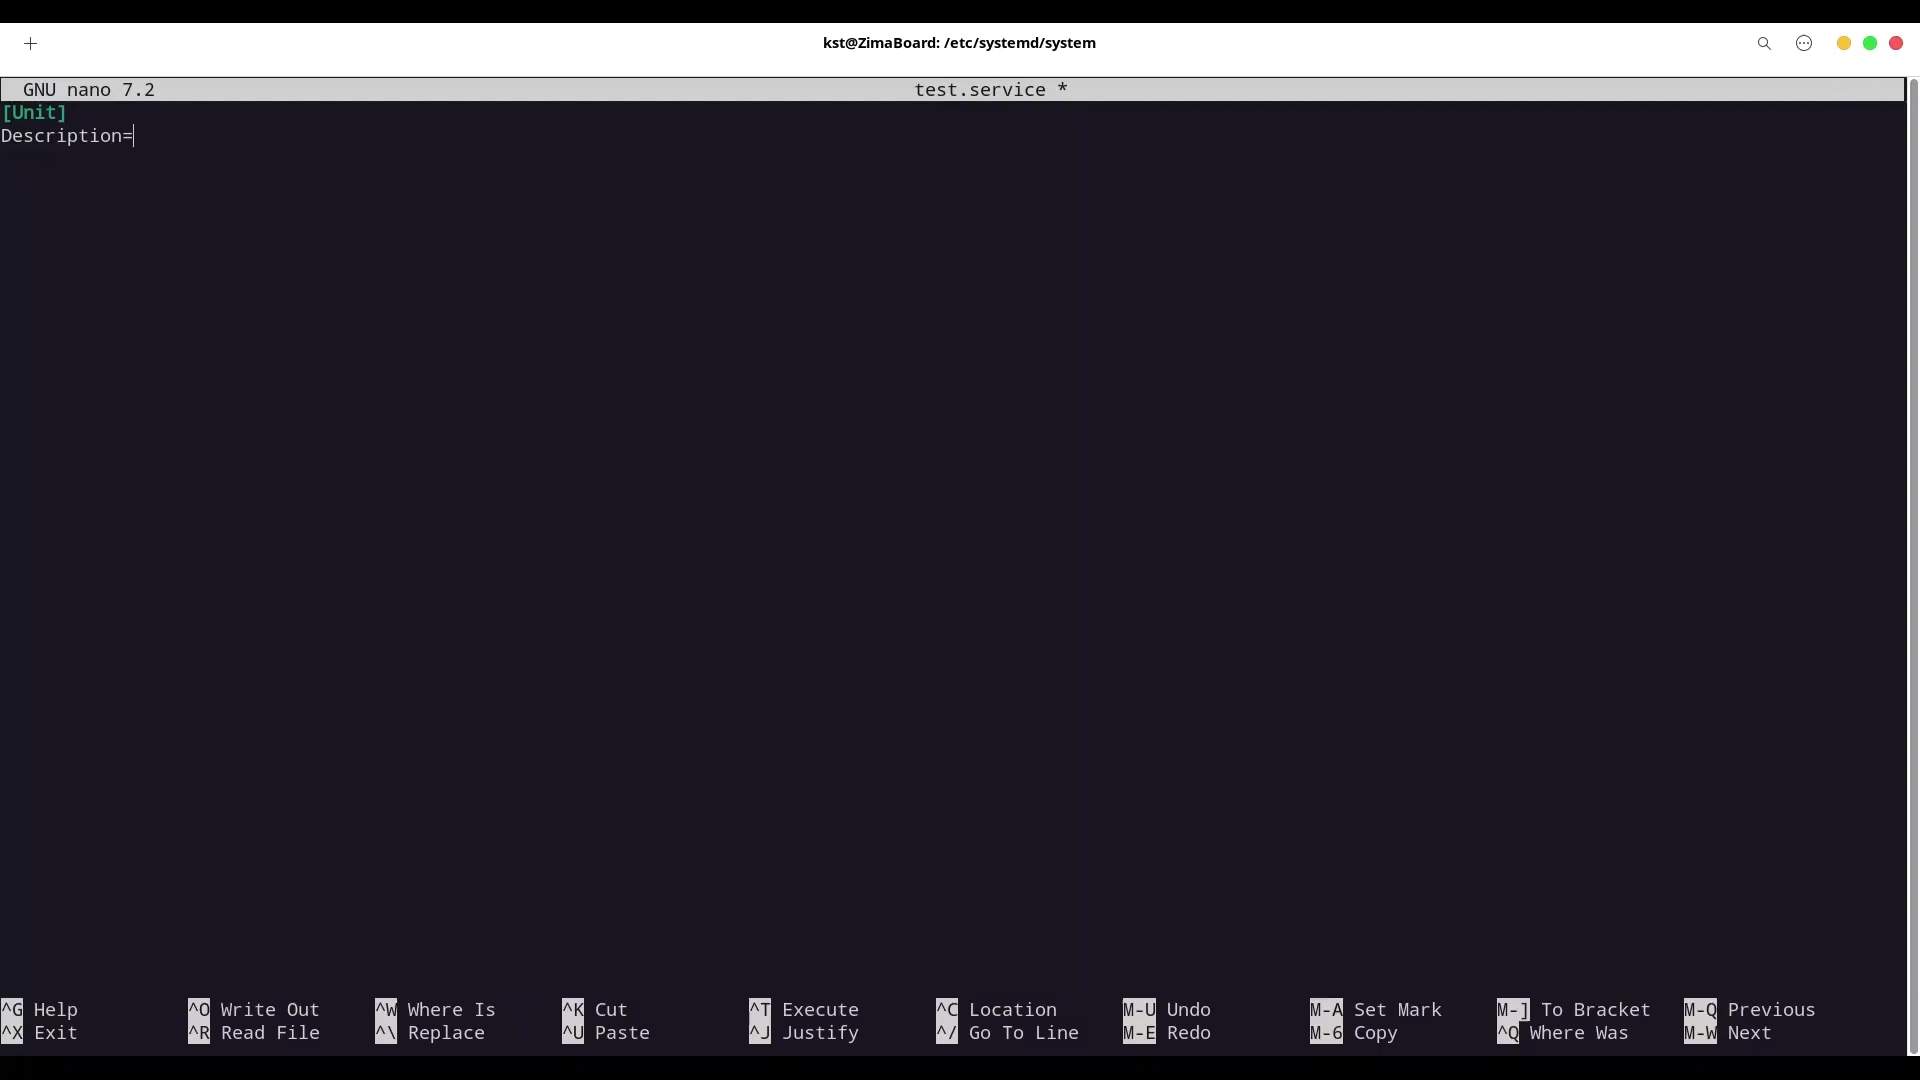 kst@ZimaBoard: /etc/systemd/system
GNU nano 7.2 test.service *
[Unit]
Description=
^G Help ^O Write Out ^W Where Is ^K Cut ^T Execute ^C Location M-U Undo M-A Set Mark M-] To Bracket M-Q Previous
^X Exit ^R Read File ^\ Replace ^U Paste ^J Justify ^/ Go To Line M-E Redo M-6 Copy ^Q Where Was M-W Next